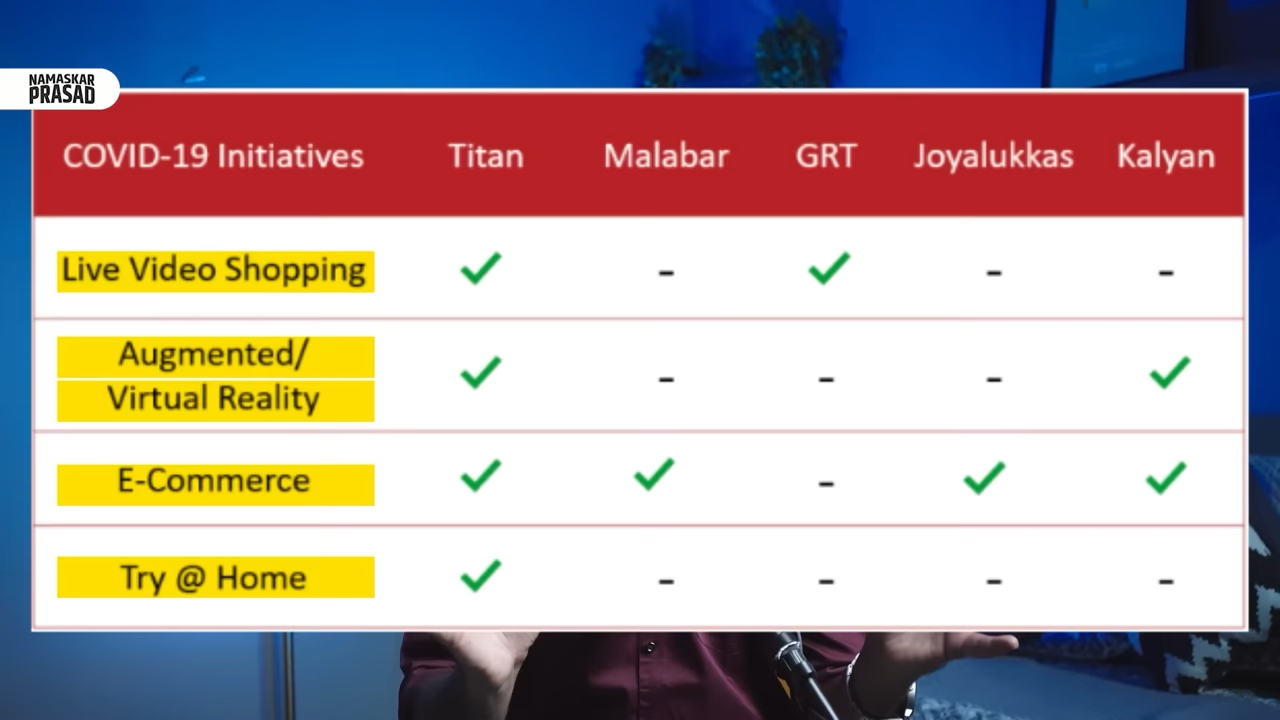 NAMASKAR
PRASAD
COVID-19 Initiatives Titan Malabar GRT Joyalukkas Kalyan
Live Video Shopping ✓ - ✓ - -
Augmented/
Virtual Reality ✓ - - - ✓
E-Commerce ✓ ✓ - ✓ ✓
Try @ Home ✓ - - - -